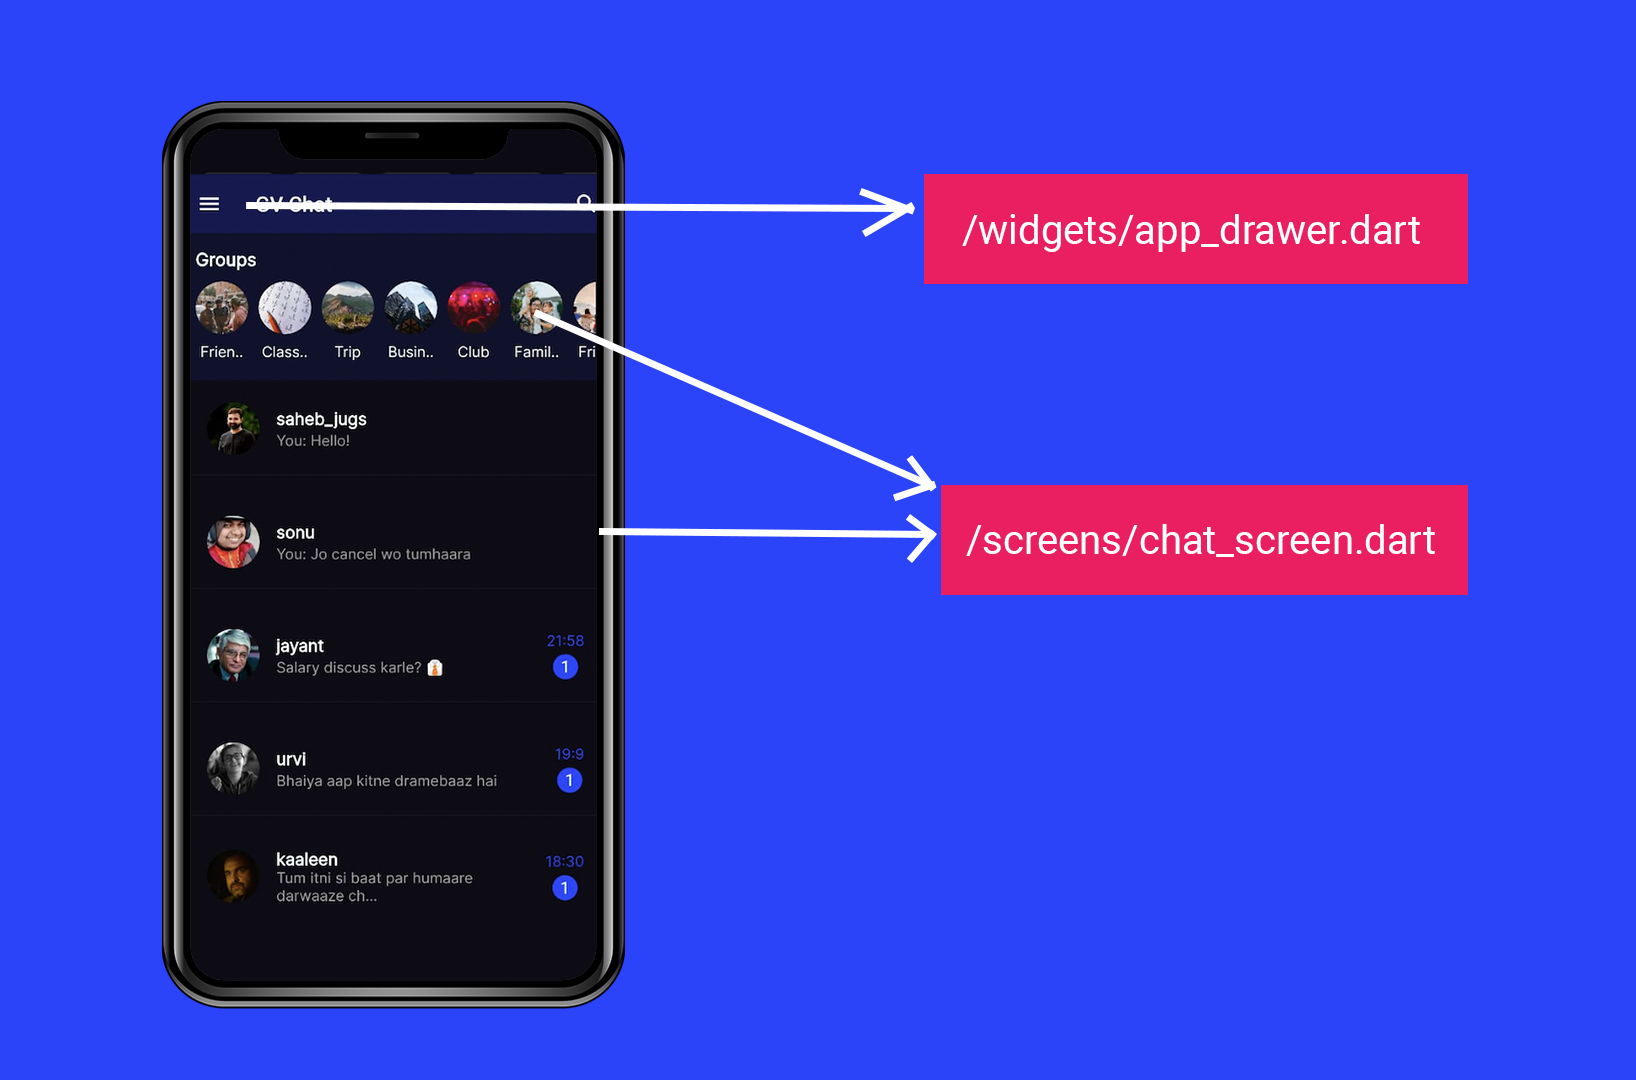 CV Chat
/widgets/app_drawer.dart
Groups
Frien.. Class.. Trip Busin.. Club Famil.. Fri
saheb_jugs
You: Hello!
/screens/chat_screen.dart
sonu
You: Jo cancel wo tumhaara
jayant 21:58
Salary discuss karle? 1
urvi 19:9
Bhaiya aap kitne dramebaaz hai 1
kaaleen 18:30
Tum itni si baat par humaare 1
darwaaze ch...